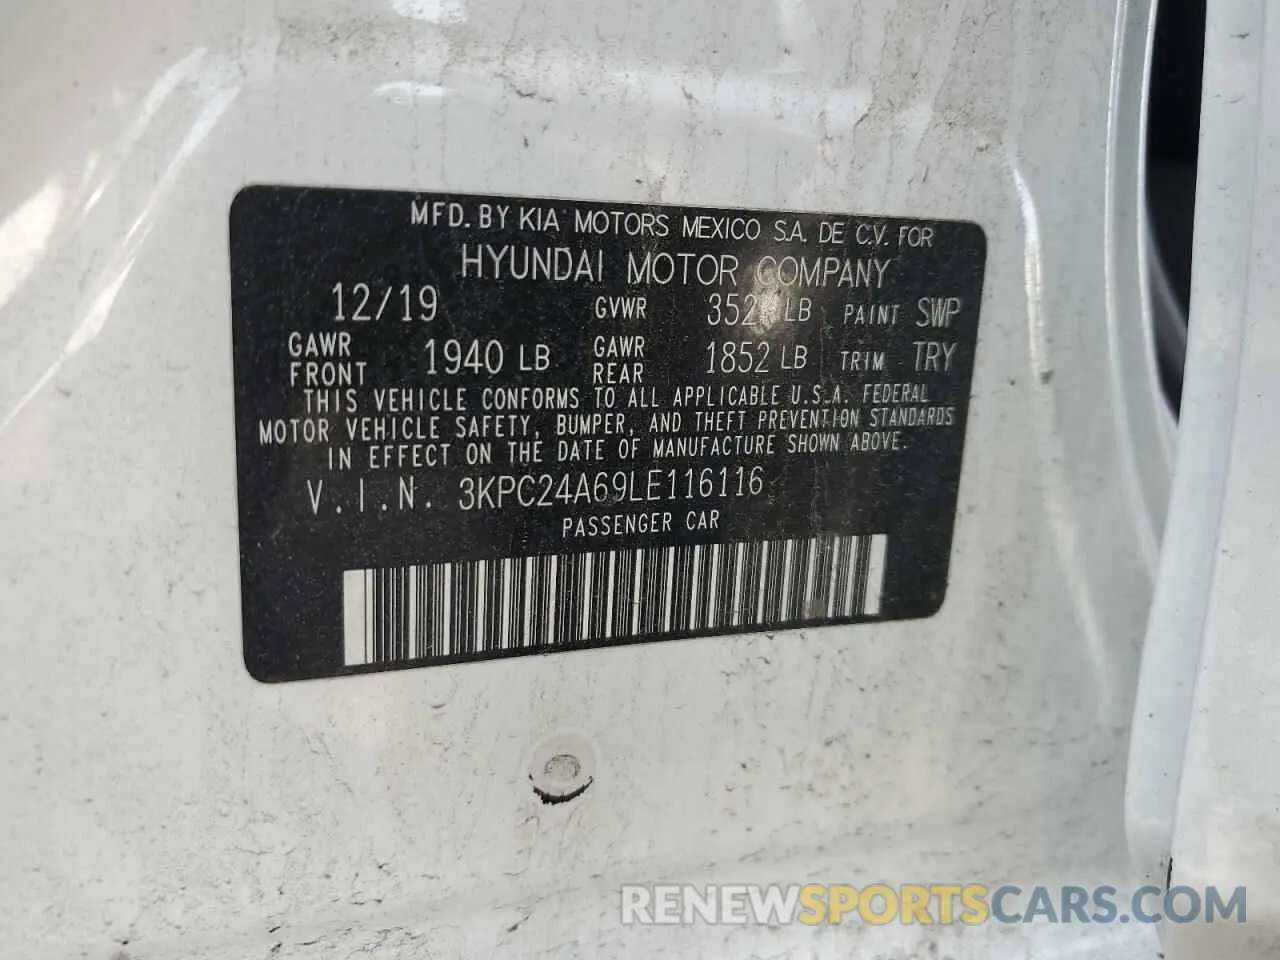 MFD. BY KIA MOTORS MEXICO S.A. DE C.V. FOR
HYUNDAI MOTOR COMPANY
12/19 GVWR LB PAINT SWP
GAWR FRONT 1940 LB GAWR REAR 1852 LB TRIM TRY
THIS VEHICLE CONFORMS TO ALL APPLICABLE U.S.A. FEDERAL
MOTOR VEHICLE SAFETY, BUMPER, AND THEFT PREVENTION STANDARDS
IN EFFECT ON THE DATE OF MANUFACTURE SHOWN ABOVE.
V.I.N. 3KPC24A69LE116116
PASSENGER CAR
RENEWSPORTSCARS.COM